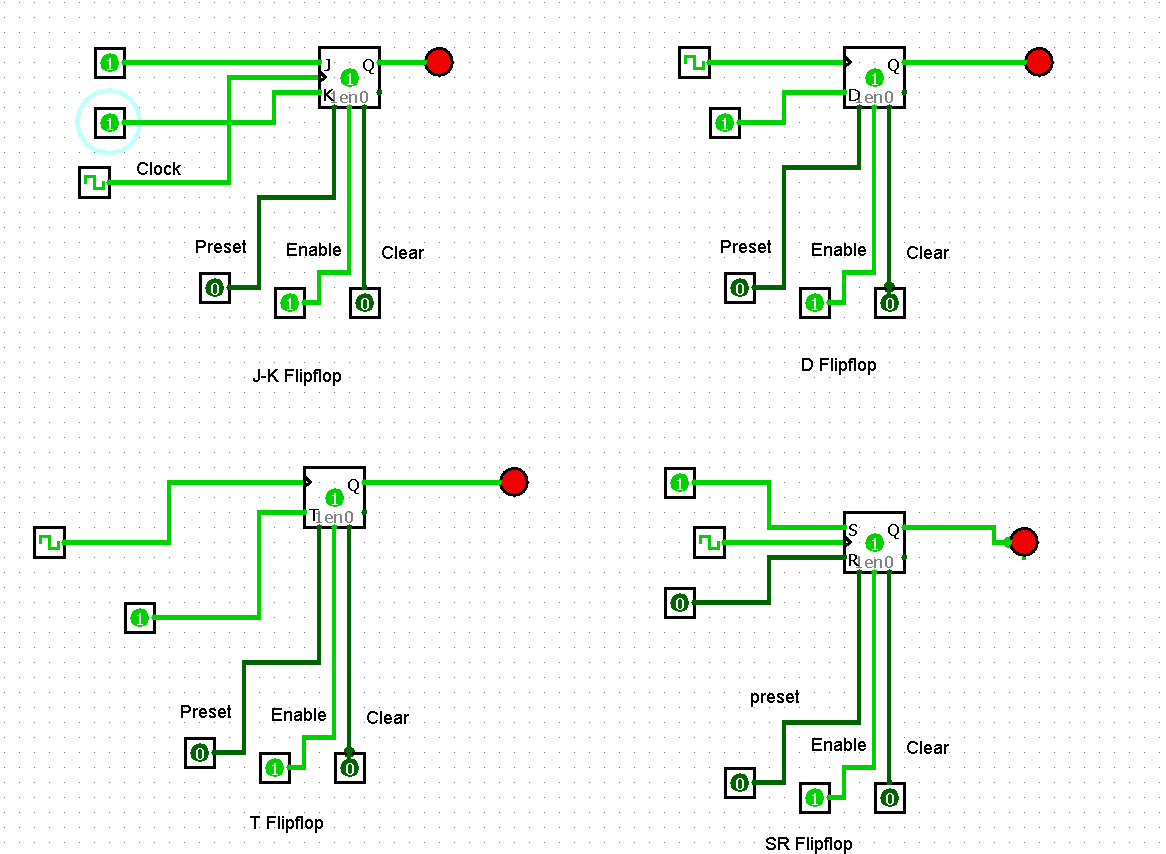 1
J
Q
1
K
1en0
1
Clock
Preset
Enable
Clear
0
1
0
J-K Flipflop
Q
1
D
1en0
1
Preset
Enable
Clear
0
1
0
D Flipflop
Q
1
T
1en0
1
Preset
Enable
Clear
0
1
0
T Flipflop
1
S
Q
1
R
1en0
0
preset
Enable
Clear
0
1
0
SR Flipflop